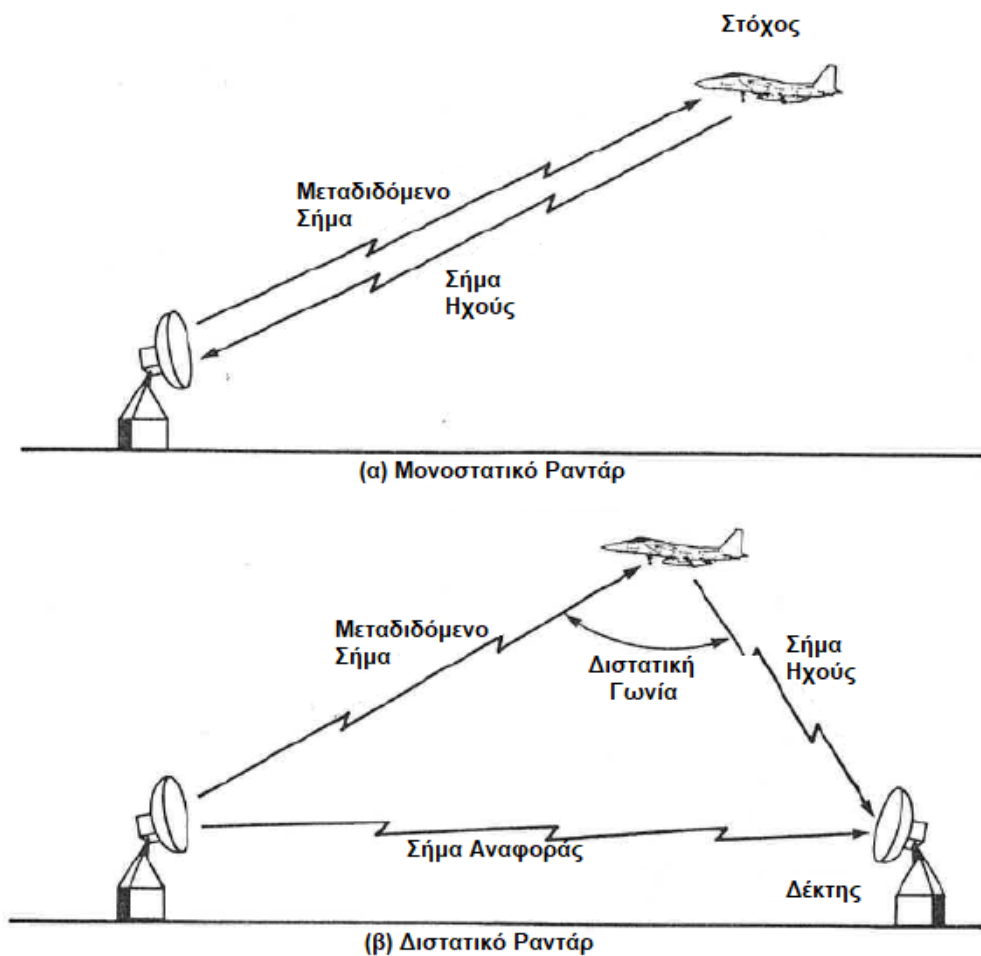 Στόχος
Μεταδιδόμενο
Σήμα
Σήμα
Ηχούς
(α) Μονοστατικό Ραντάρ
Μεταδιδόμενο
Σήμα
Διστατική
Γωνία
Σήμα
Ηχούς
Σήμα Αναφοράς
Δέκτης
(β) Διστατικό Ραντάρ